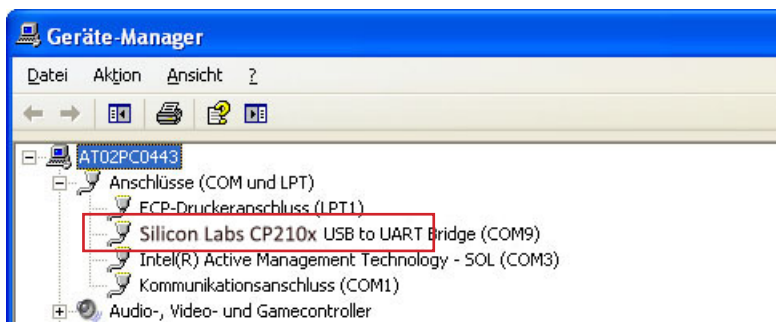 Geräte-Manager
Datei Aktion Ansicht ?
AT02PC0443
Anschlüsse (COM und LPT)
ECP-Druckeranschluss (LPT1)
Silicon Labs CP210x USB to UART Bridge (COM9)
Intel(R) Active Management Technology - SOL (COM3)
Kommunikationsanschluss (COM1)
Audio-, Video- und Gamecontroller